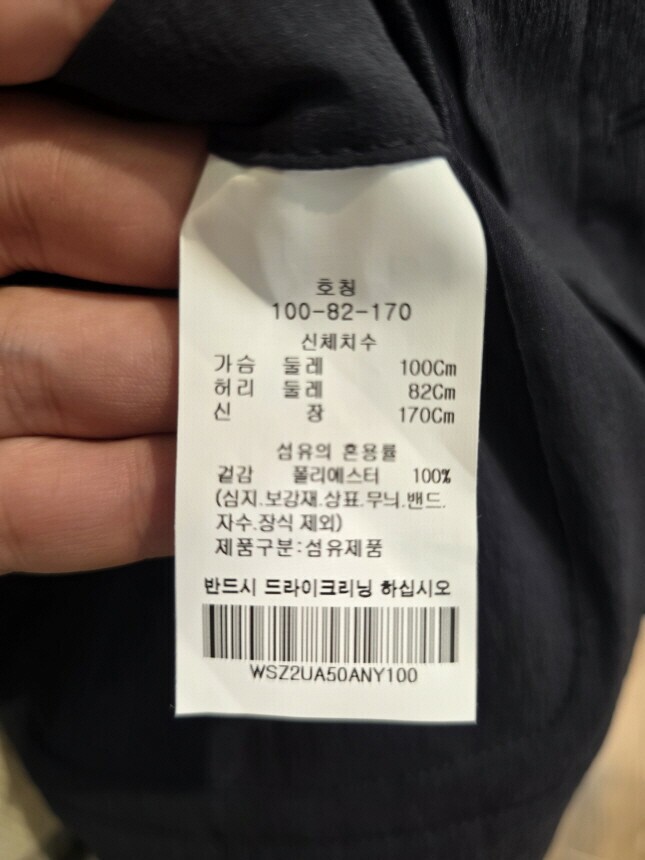 호칭
100-82-170
신체치수
가슴 둘레 100Cm
허리 둘레 82Cm
신 장 170Cm
섬유의 혼용률
겉감 폴리에스터 100%
(심지.보강재.상표.무늬.밴드.
자수.장식 제외)
제품구분:섬유제품
반드시 드라이크리닝 하십시오
WSZ2UA50ANY100